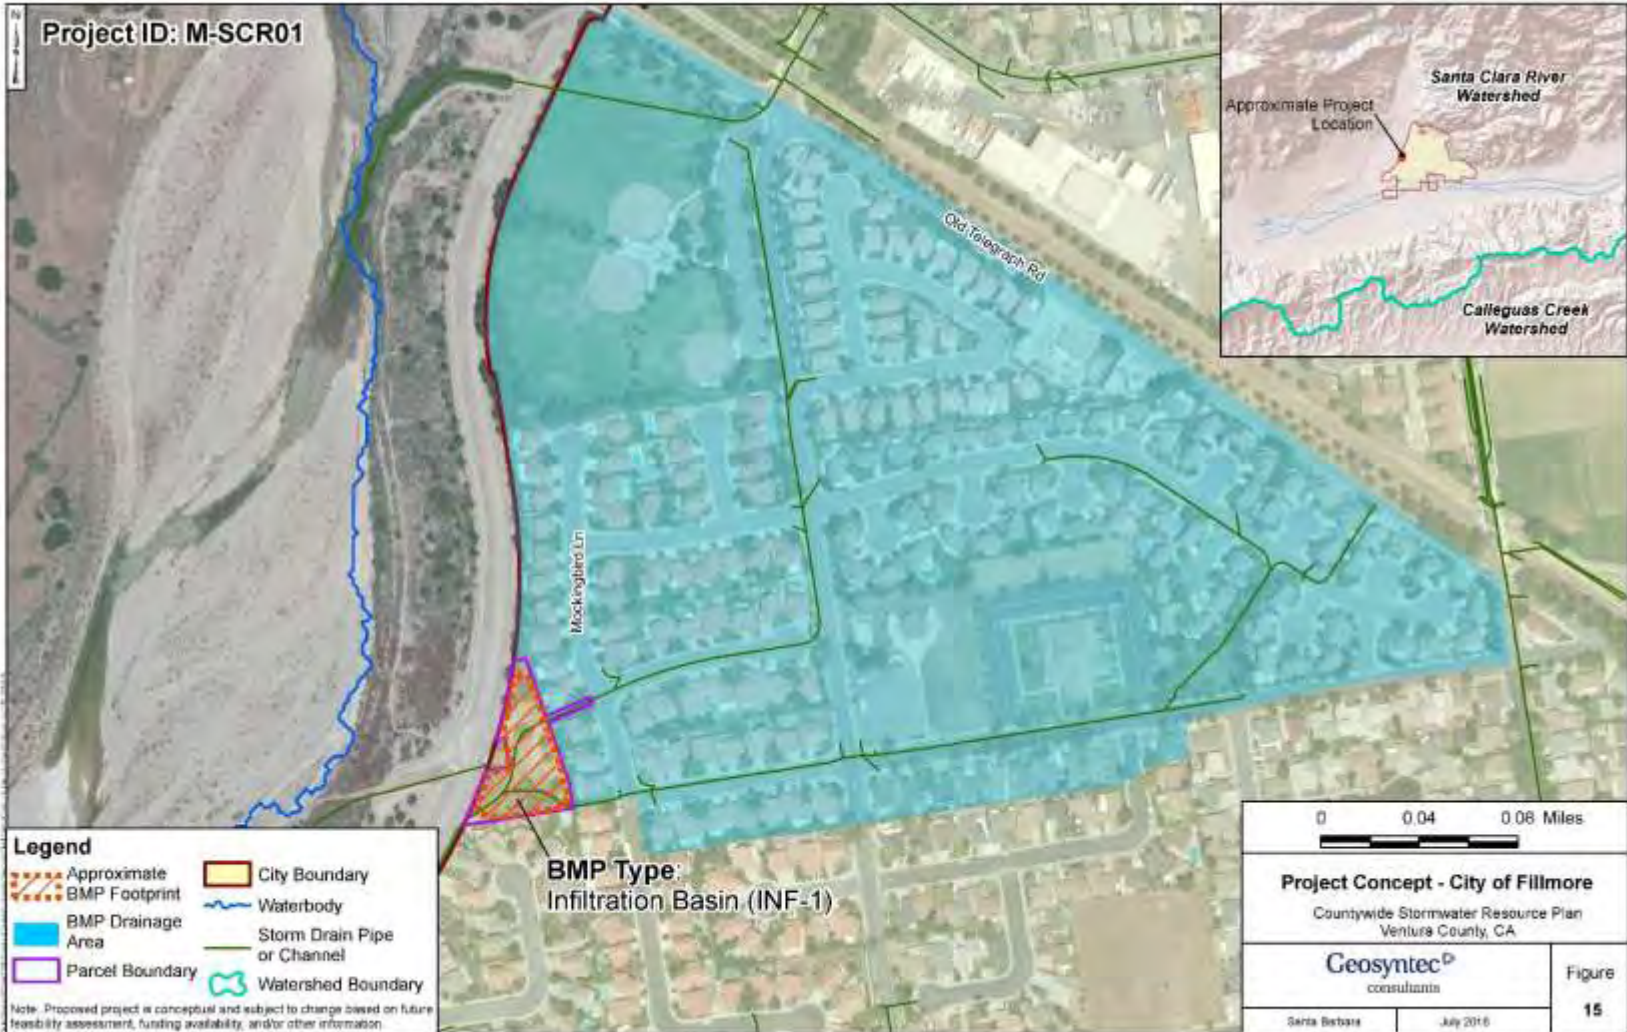 N
Project ID: M-SCR01
Santa Clara River
Watershed
Approximate Project
Location
Calleguas Creek
Watershed
Old Telegraph Rd
Mockingbird Ln
BMP Type:
Infiltration Basin (INF-1)
Legend
Approximate
BMP Footprint
BMP Drainage
Area
Parcel Boundary
City Boundary
Waterbody
Storm Drain Pipe
or Channel
Watershed Boundary
Note: Proposed project is conceptual and subject to change based on future
feasibility assessment, funding availability, and/or other information.
0 0.04 0.08 Miles
Project Concept - City of Fillmore
Countywide Stormwater Resource Plan
Ventura County, CA
Geosyntec
consultants
Figure
15
Santa Barbara
July 2016